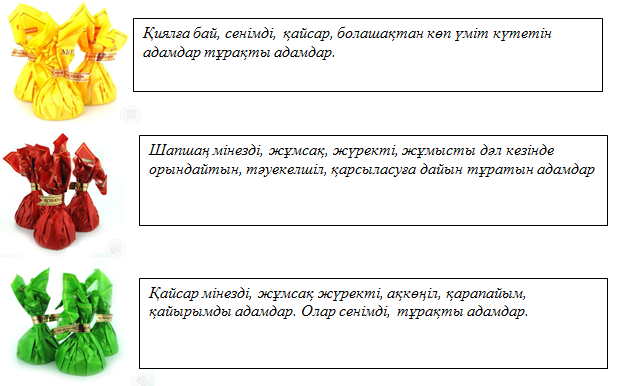 Қиялға бай, сенімді, қайсар, болашақтан көп үміт күтетін
адамдар тұрақты адамдар.
Шапшаң мінезді, жұмсақ, жүректі, жұмысты дәл кезінде
орындайтын, тәуекелшіл, қарсыласуға дайын тұратын адамдар
Қайсар мінезді, жұмсақ жүректі, ақкөңіл, қарапайым,
қайырымды адамдар. Олар сенімді, тұрақты адамдар.